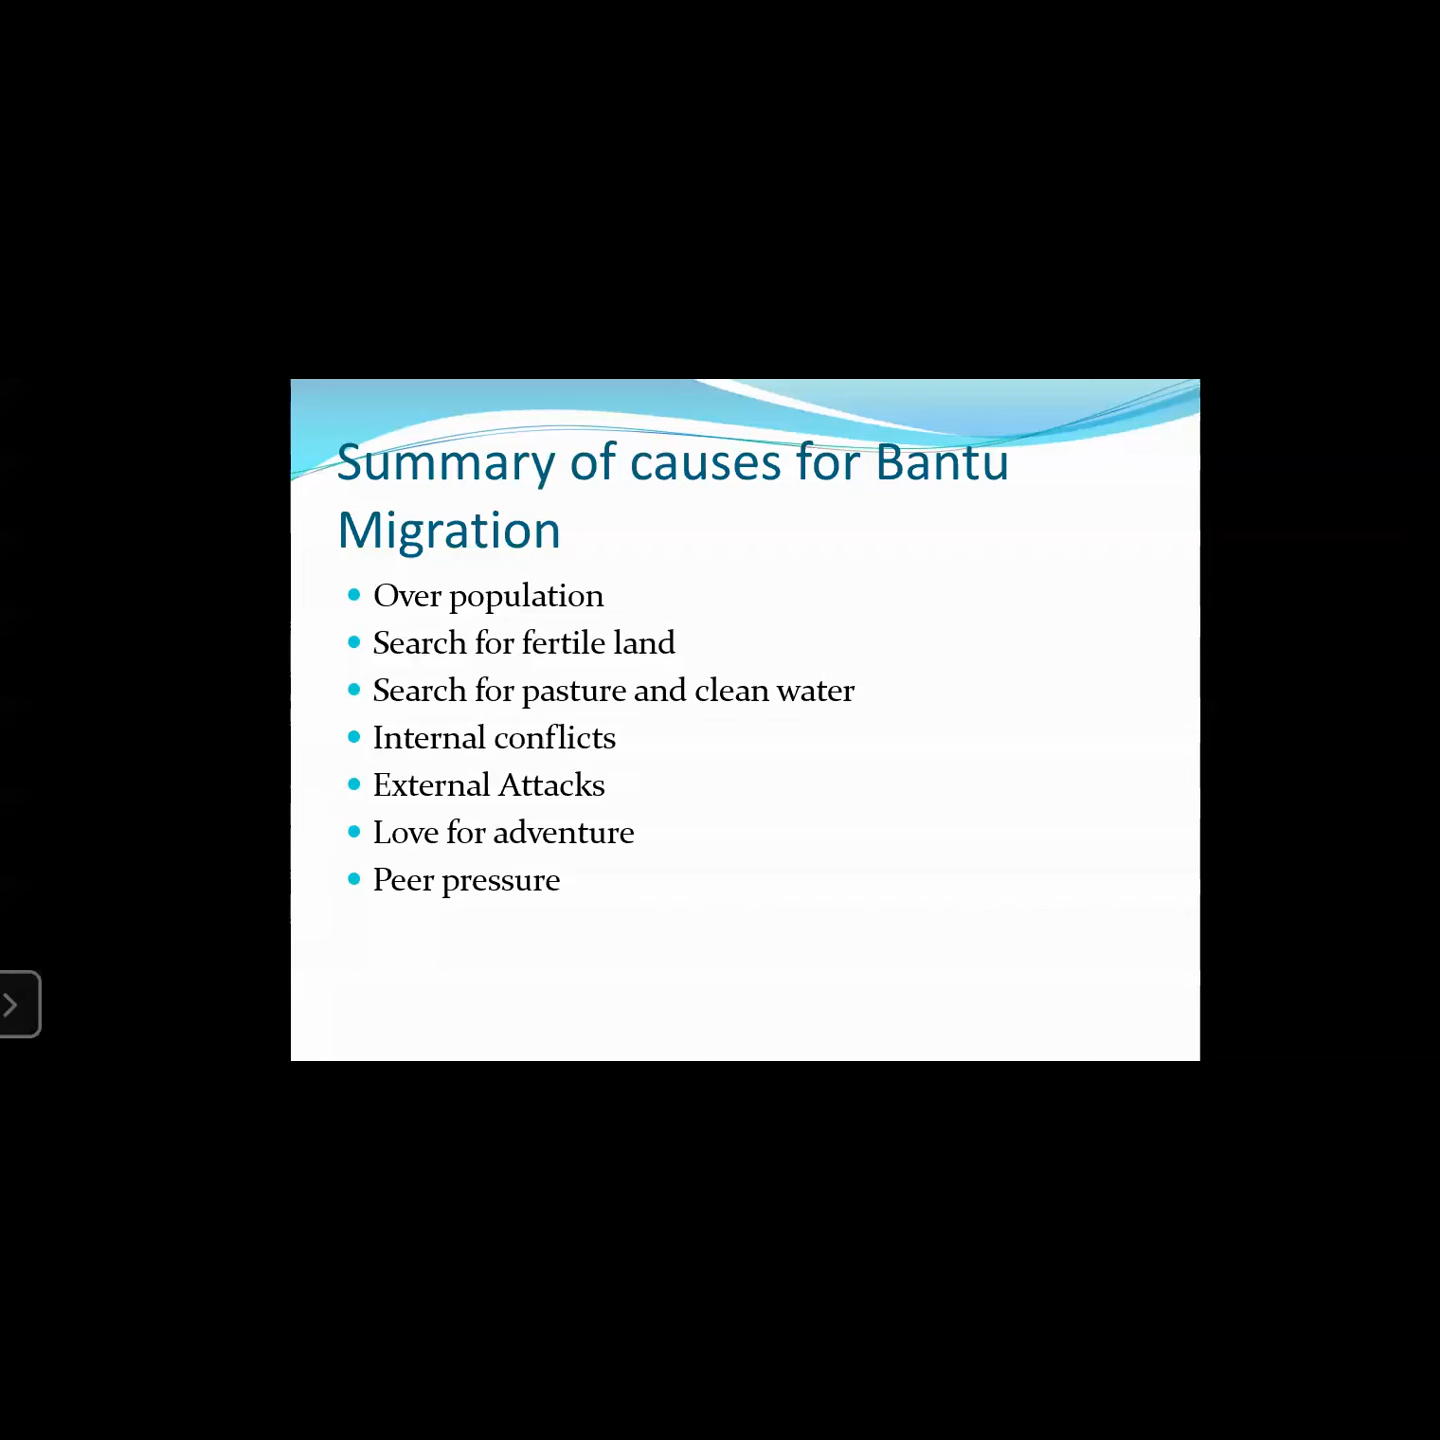 Summary of causes for Bantu
Migration
Over population
Search for fertile land
Search for pasture and clean water
Internal conflicts
External Attacks
Love for adventure
Peer pressure